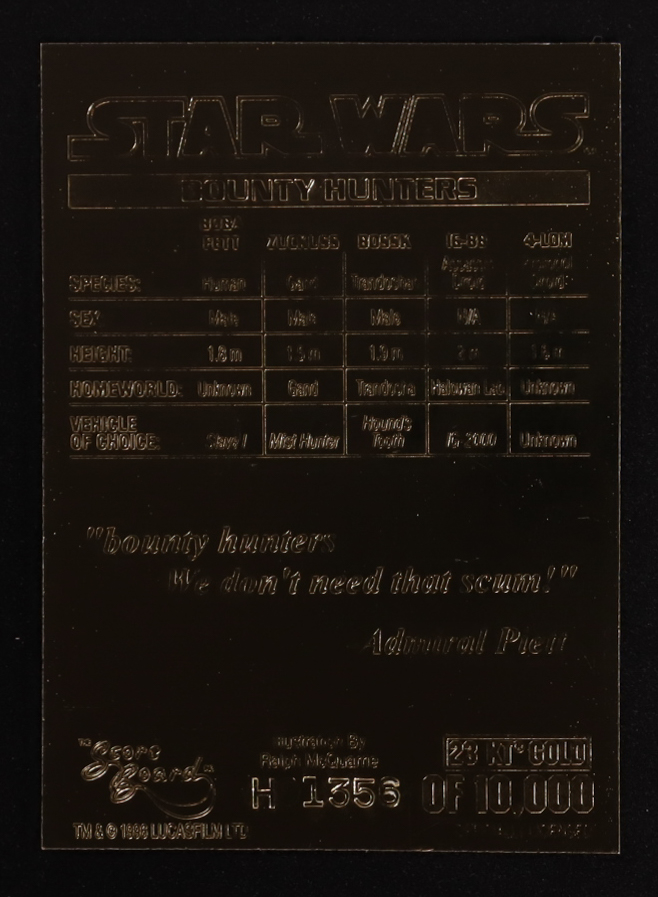 STAR WARS
BOUNTY HUNTERS
BOBA FETT ZUCKUSS BOSSK IG-88 4-LOM
SPECIES: Human Gand Trandoshan Assassin Droid Droid
SEX Male Male Male N/A
HEIGHT: 1.8 m 1.5 m 1.9 m 2 m 1.6 m
HOMEWORLD: Unknown Gand Trandosha Halowan Lab Unknown
VEHICLE OF CHOICE: Slave I Mist Hunter Hound's Tooth IG 2000 Unknown
"bounty hunters
We don't need that scum!"
Admiral Piett
Score Board™
Illustration By
Ralph McQuarrie
H 1356
23 KT° GOLD
OF 10,000
TM & © 1996 LUCASFILM LTD